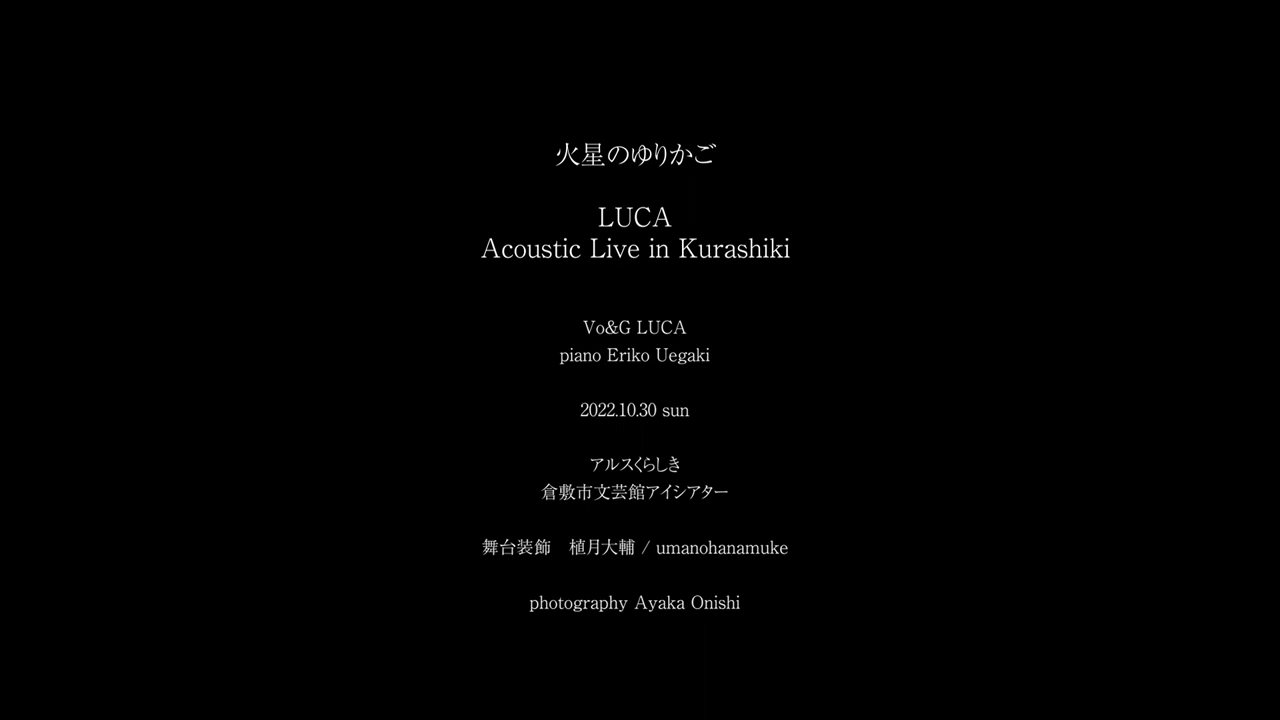 火星のゆりかご
LUCA
Acoustic Live in Kurashiki
Vo&G LUCA
piano Eriko Uegaki
2022.10.30 sun
アルスくらしき
倉敷市文芸館アイシアター
舞台装飾　植月大輔 / umanohanamuke
photography Ayaka Onishi